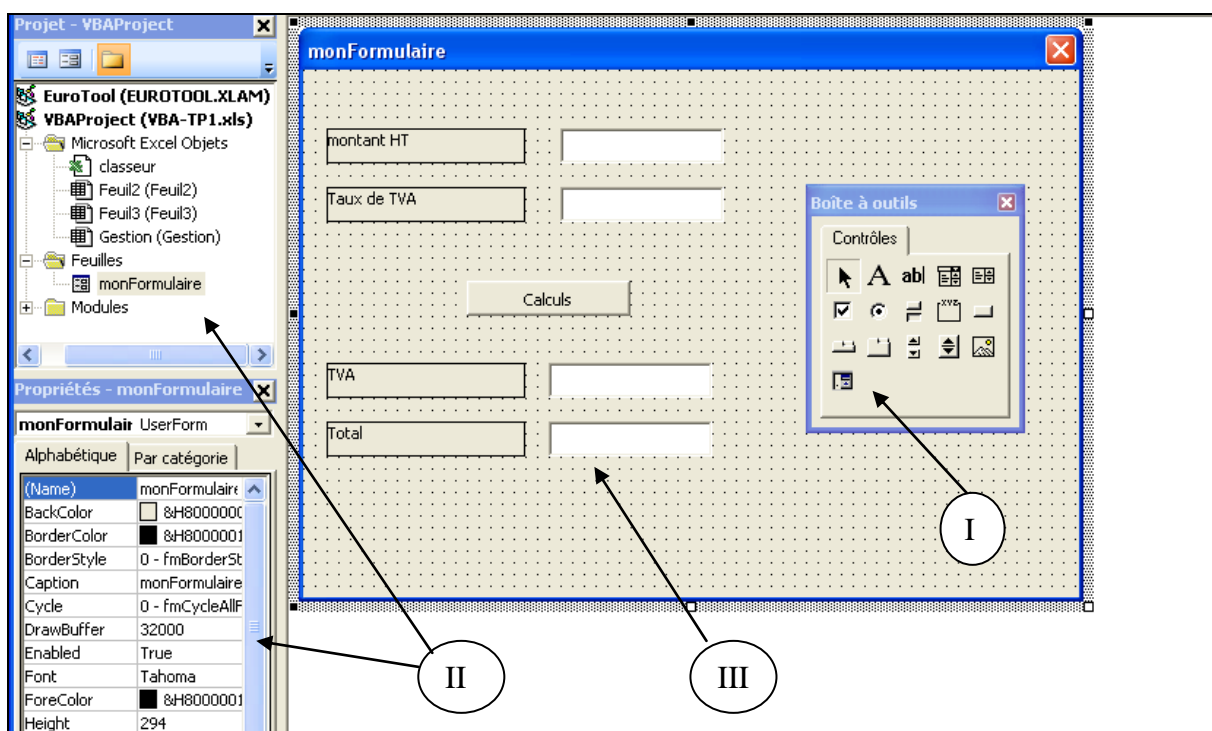 Projet - VBAProject
EuroTool (EUROTOOL.XLAM)
VBAProject (VBA-TP1.xls)
Microsoft Excel Objets
classeur
Feuil2 (Feuil2)
Feuil3 (Feuil3)
Gestion (Gestion)
Feuilles
monFormulaire
Modules
Propriétés - monFormulaire
monFormulair UserForm
Alphabétique Par catégorie
(Name) monFormulaire
BackColor &H8000000
BorderColor &H8000001
BorderStyle 0 - fmBorderSt
Caption monFormulaire
Cycle 0 - fmCycleAllF
DrawBuffer 32000
Enabled True
Font Tahoma
ForeColor &H8000001
Height 294
monFormulaire
montant HT
Taux de TVA
Calculs
TVA
Total
Boîte à outils
Contrôles
A ab|
xyz
I
II
III